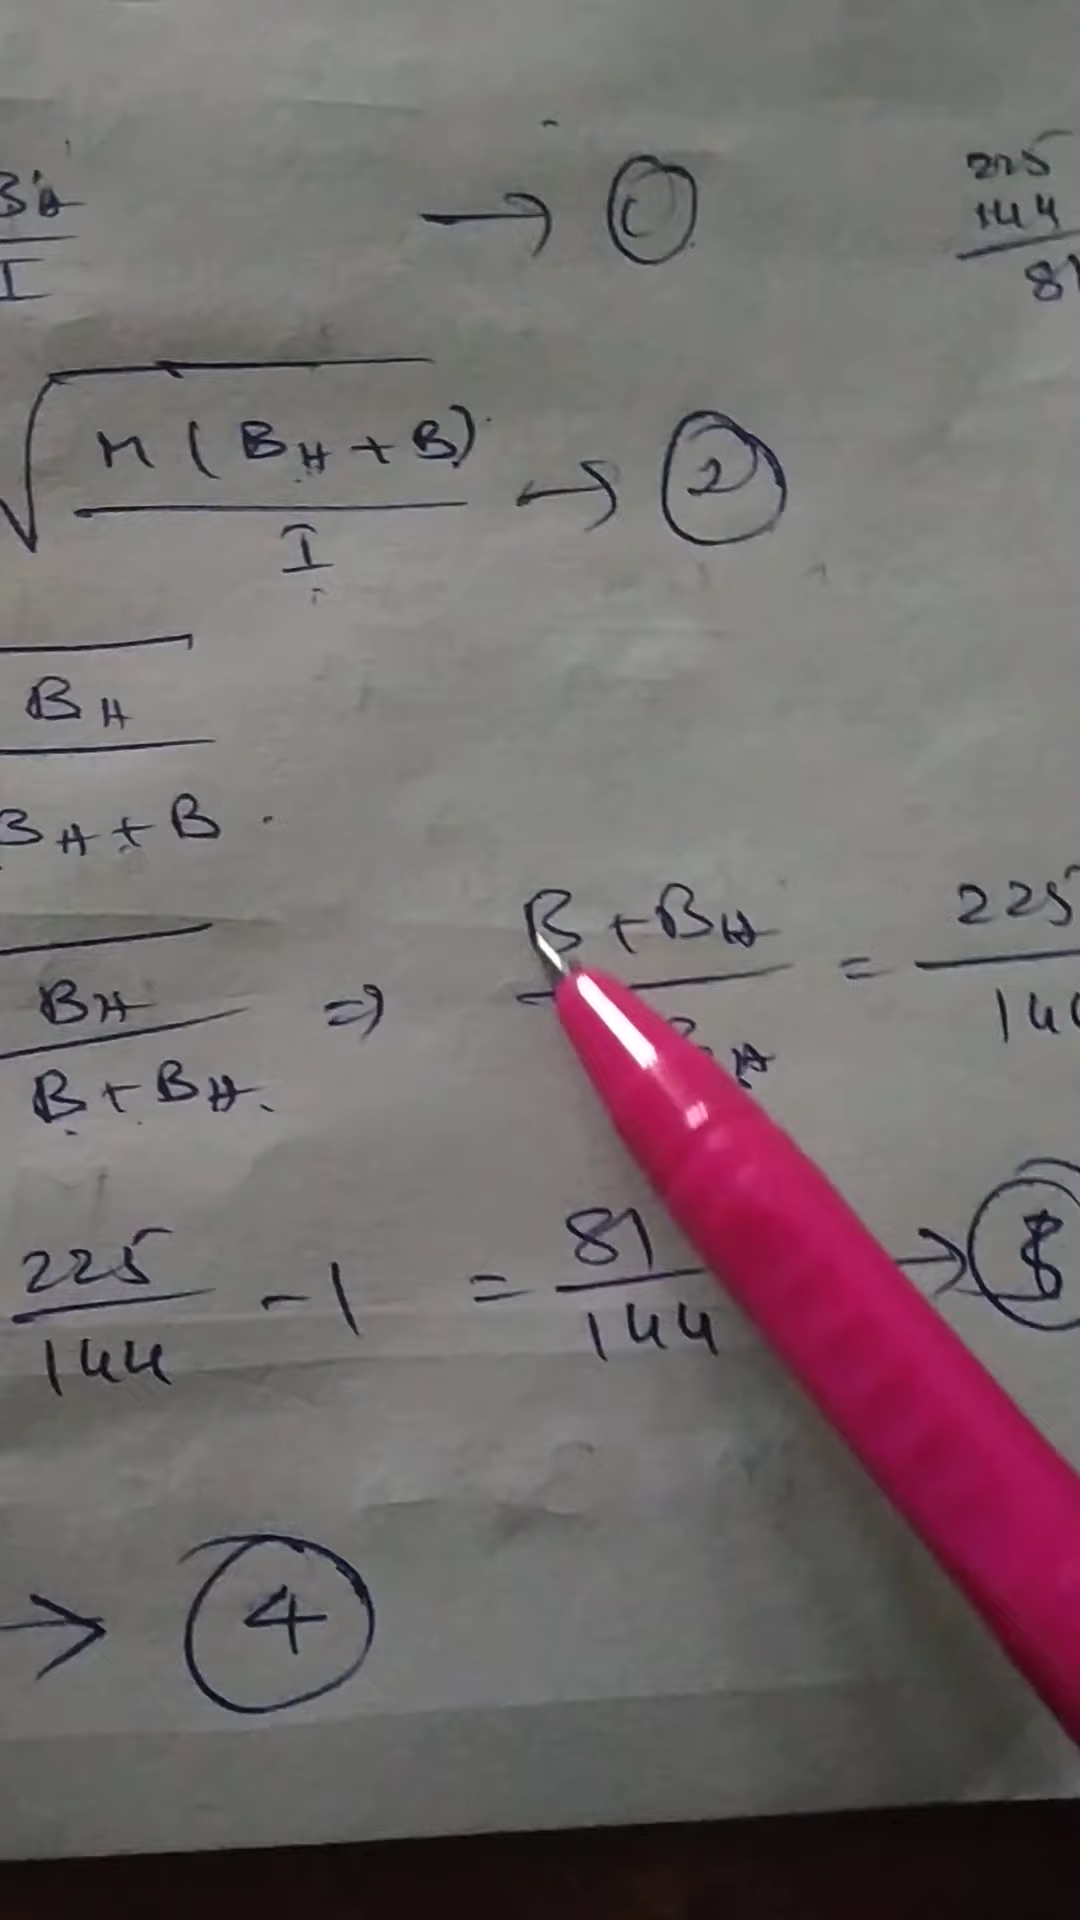 B_H → ① 225
I 144
81
√ M ( B_H + B ) → ②
I
B_H
B_H + B
B_H ⇒ B + B_H = 225
B + B_H B_H 144
225 - 1 = 81 →
144 144
→ ④